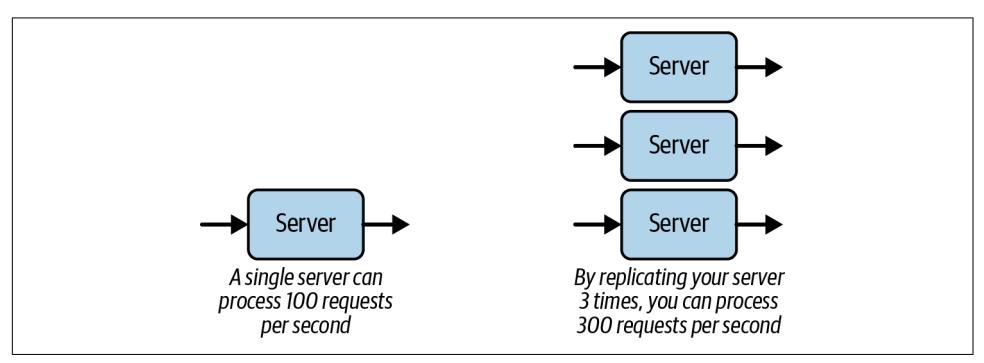 Server
A single server can
process 100 requests
per second
Server
Server
Server
By replicating your server
3 times, you can process
300 requests per second